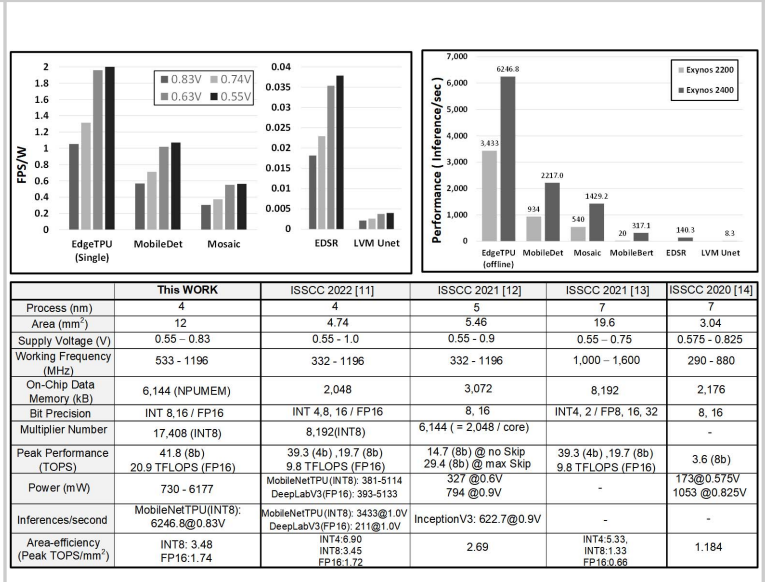 2
1.8
1.6
1.4
1.2
1
0.8
0.6
0.4
0.2
0
FPS/W
0.83V 0.74V
0.63V 0.55V
EdgeTPU
(Single)
MobileDet
Mosaic
0.04
0.035
0.03
0.025
0.02
0.015
0.01
0.005
0
EDSR
LVM Unet
7,000
6,000
5,000
4,000
3,000
2,000
1,000
0
Performance ( Inference/sec )
Exynos 2200
Exynos 2400
3,433
6246.8
934
2217.0
540
1429.2
20
317.1
140.3
8.3
EdgeTPU
(offline)
MobileDet
Mosaic
MobileBert
EDSR
LVM Unet
This WORK ISSCC 2022 [11] ISSCC 2021 [12] ISSCC 2021 [13] ISSCC 2020 [14]
Process (nm) 4 4 5 7 7
Area (mm²) 12 4.74 5.46 19.6 3.04
Supply Voltage (V) 0.55 – 0.83 0.55 - 1.0 0.55 - 0.9 0.55 – 0.75 0.575 - 0.825
Working Frequency
(MHz)
533 - 1196 332 - 1196 332 - 1196 1,000 – 1,600 290 - 880
On-Chip Data
Memory (kB)
6,144 (NPUMEM) 2,048 3,072 8,192 2,176
Bit Precision INT 8,16 / FP16 INT 4,8, 16 / FP16 8, 16 INT4, 2 / FP8, 16, 32 8, 16
Multiplier Number 17,408 (INT8) 8,192(INT8) 6,144 ( = 2,048 / core) -
Peak Performance
(TOPS)
41.8 (8b)
20.9 TFLOPS (FP16)
39.3 (4b) ,19.7 (8b)
9.8 TFLOPS (FP16)
14.7 (8b) @ no Skip
29.4 (8b) @ max Skip
39.3 (4b) ,19.7 (8b)
9.8 TFLOPS (FP16)
3.6 (8b)
Power (mW)
730 - 6177
MobileNetTPU(INT8): 381-5114
DeepLabV3(FP16): 393-5133
327 @0.6V
794 @0.9V
-
173@0.575V
1053 @0.825V
Inferences/second
MobileNetTPU(INT8):
6246.8@0.83V
MobileNetTPU(INT8): 3433@1.0V
DeepLabV3(FP16): 211@1.0V
InceptionV3: 622.7@0.9V
-
-
Area-efficiency
(Peak TOPS/mm²)
INT8: 3.48
FP16:1.74
INT4:6.90
INT8:3.45
FP16:1.72
2.69
INT4:5.33,
INT8:1.33
FP16:0.66
1.184